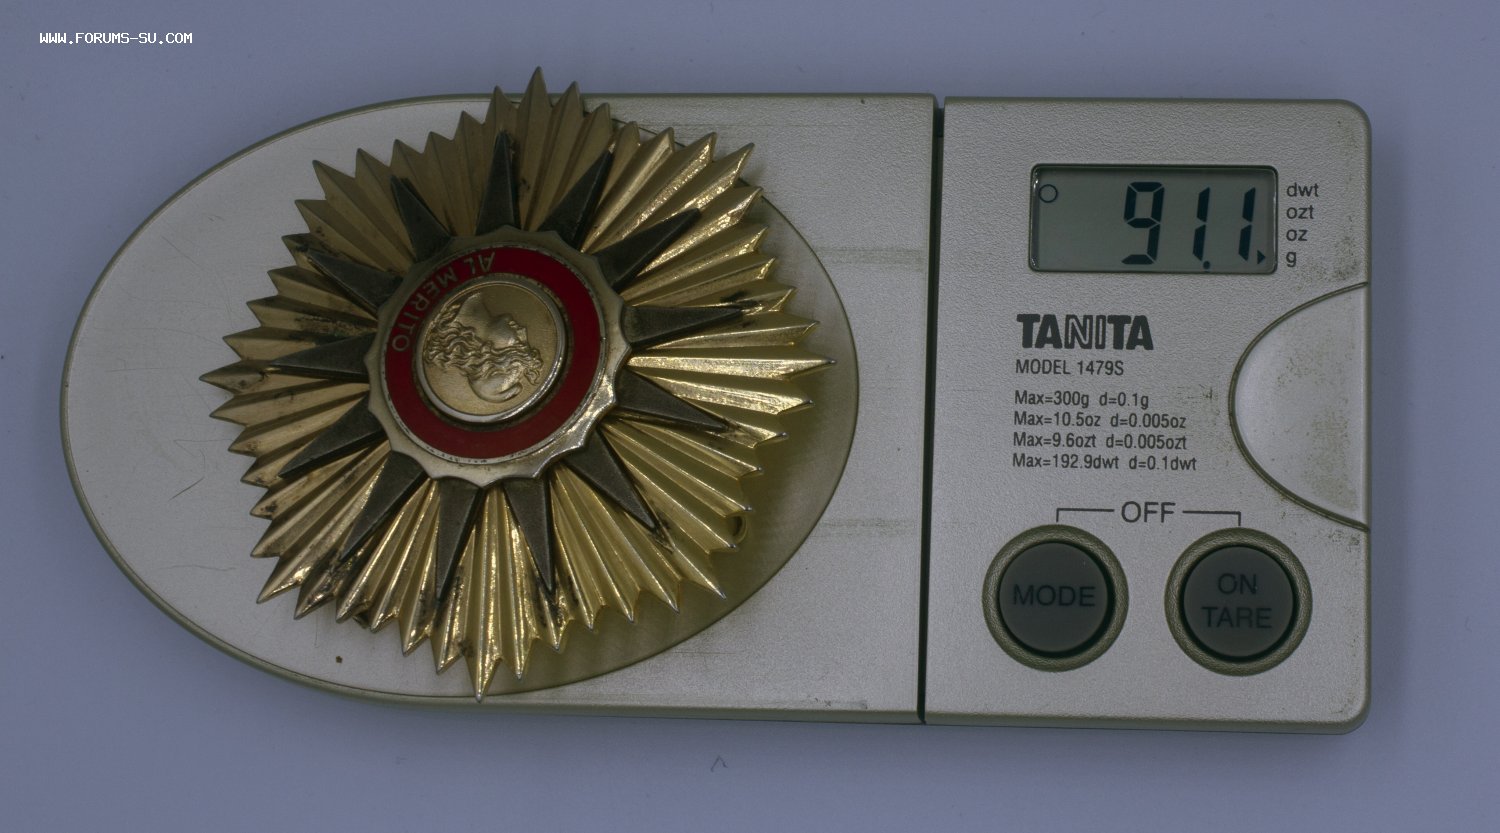 WWW.FORUMS-SU.COM
AL MERITO
91.1
dwt
ozt
oz
g
TANITA
MODEL 1479S
Max=300g d=0.1g
Max=10.5oz d=0.005oz
Max=9.6ozt d=0.005ozt
Max=192.9dwt d=0.1dwt
OFF
MODE
ON
TARE